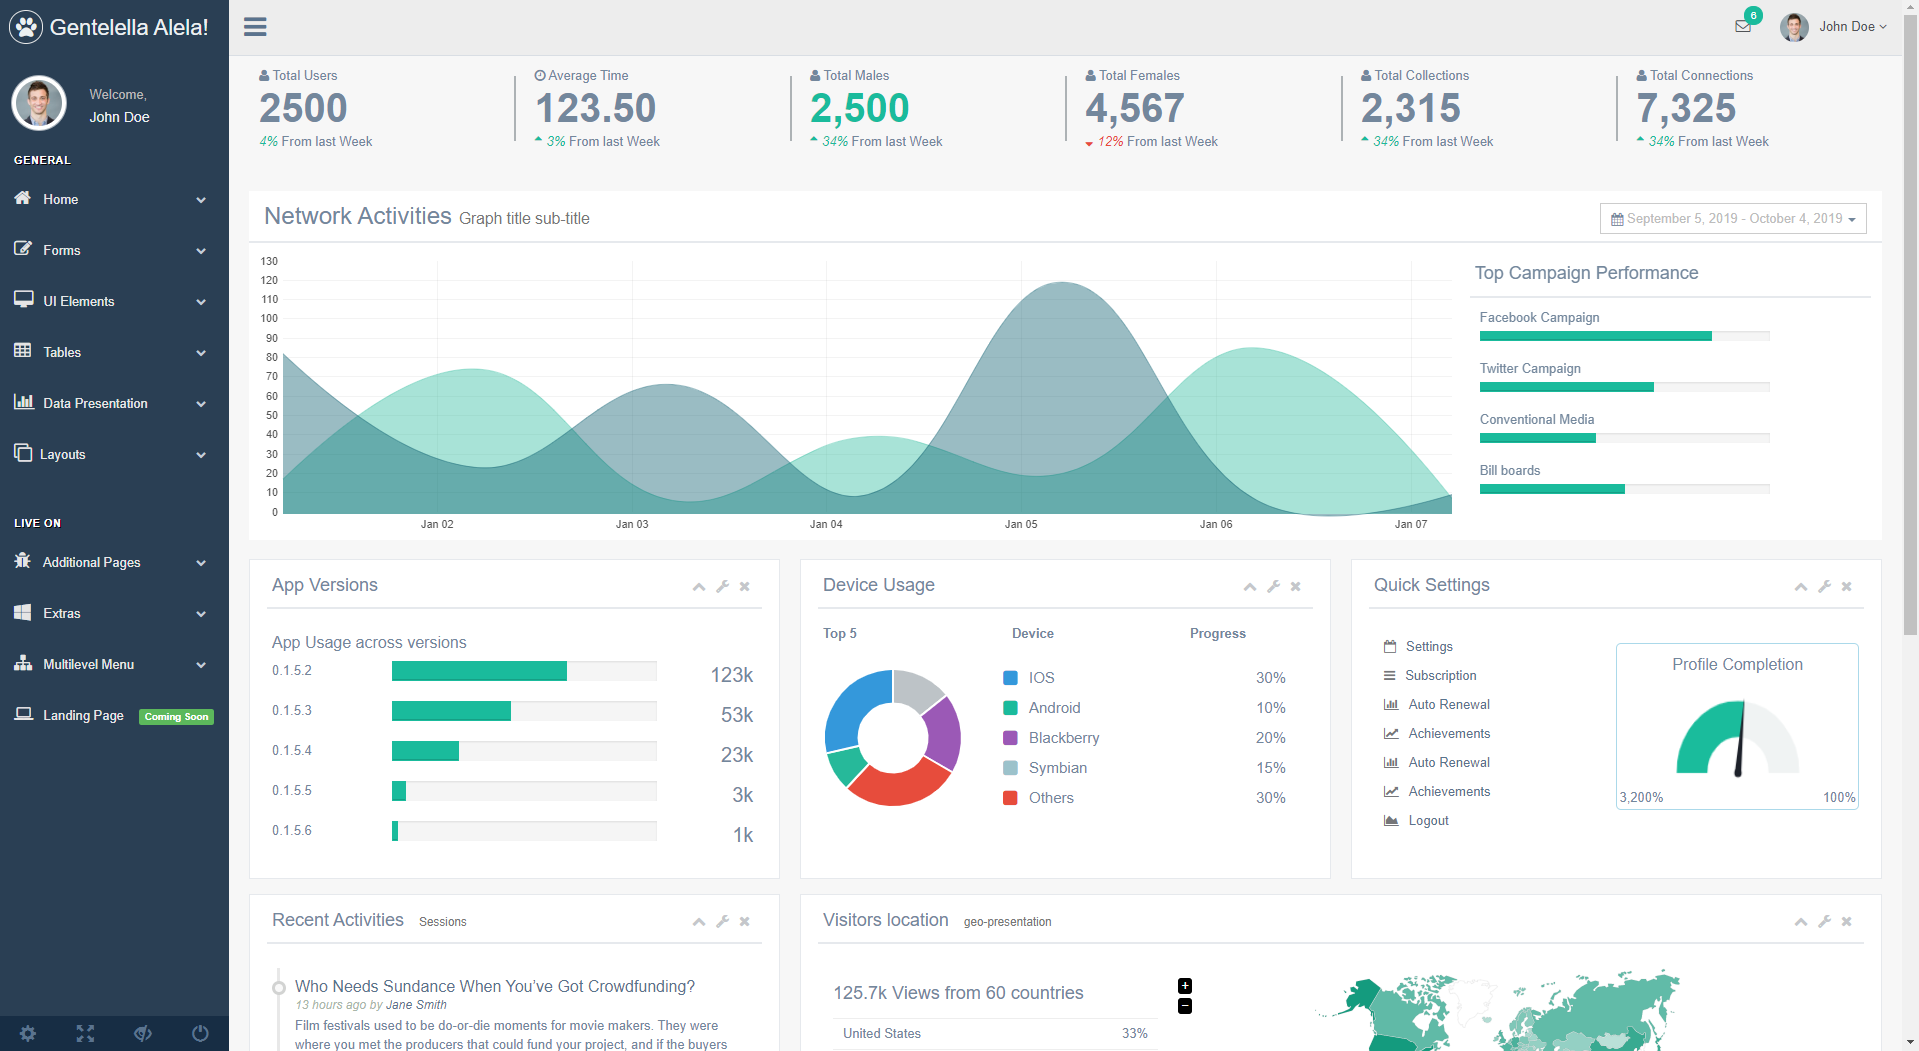 Gentelella Alela!
Welcome,
John Doe
GENERAL
Home
Forms
UI Elements
Tables
Data Presentation
Layouts
LIVE ON
Additional Pages
Extras
Multilevel Menu
Landing Page Coming Soon
6
John Doe
Total Users
2500
4% From last Week
Average Time
123.50
3% From last Week
Total Males
2,500
34% From last Week
Total Females
4,567
12% From last Week
Total Collections
2,315
34% From last Week
Total Connections
7,325
34% From last Week
Network Activities Graph title sub-title
September 5, 2019 - October 4, 2019
130
120
110
100
90
80
70
60
50
40
30
20
10
0
Jan 02 Jan 03 Jan 04 Jan 05 Jan 06 Jan 07
Top Campaign Performance
Facebook Campaign
Twitter Campaign
Conventional Media
Bill boards
App Versions
App Usage across versions
0.1.5.2 123k
0.1.5.3 53k
0.1.5.4 23k
0.1.5.5 3k
0.1.5.6 1k
Device Usage
Top 5 Device Progress
IOS 30%
Android 10%
Blackberry 20%
Symbian 15%
Others 30%
Quick Settings
Settings
Subscription
Auto Renewal
Achievements
Auto Renewal
Achievements
Logout
Profile Completion
3,200% 100%
Recent Activities Sessions
Who Needs Sundance When You’ve Got Crowdfunding?
13 hours ago by Jane Smith
Film festivals used to be do-or-die moments for movie makers. They were
where you met the producers that could fund your project, and if the buyers
Visitors location geo-presentation
125.7k Views from 60 countries
United States 33%
+
−